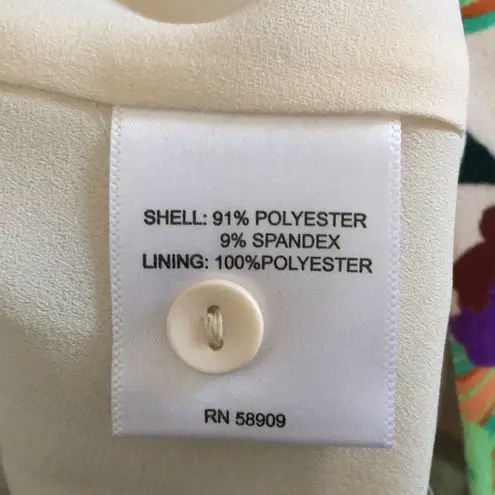 SHELL: 91% POLYESTER
9% SPANDEX
LINING: 100%POLYESTER
RN 58909